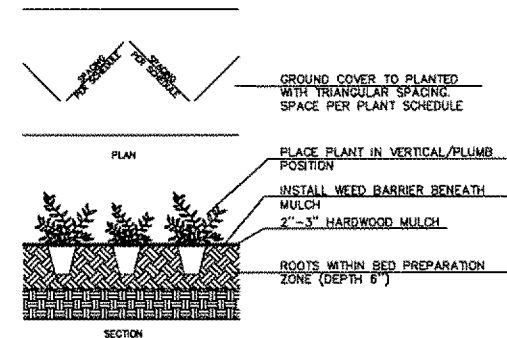 SPACING
PER SCHEDULE
SPACING
PER SCHEDULE
GROUND COVER TO PLANTED
WITH TRIANGULAR SPACING.
SPACE PER PLANT SCHEDULE
PLAN
PLACE PLANT IN VERTICAL/PLUMB
POSITION
INSTALL WEED BARRIER BENEATH
MULCH
2"-3" HARDWOOD MULCH
ROOTS WITHIN BED PREPARATION
ZONE (DEPTH 6")
SECTION